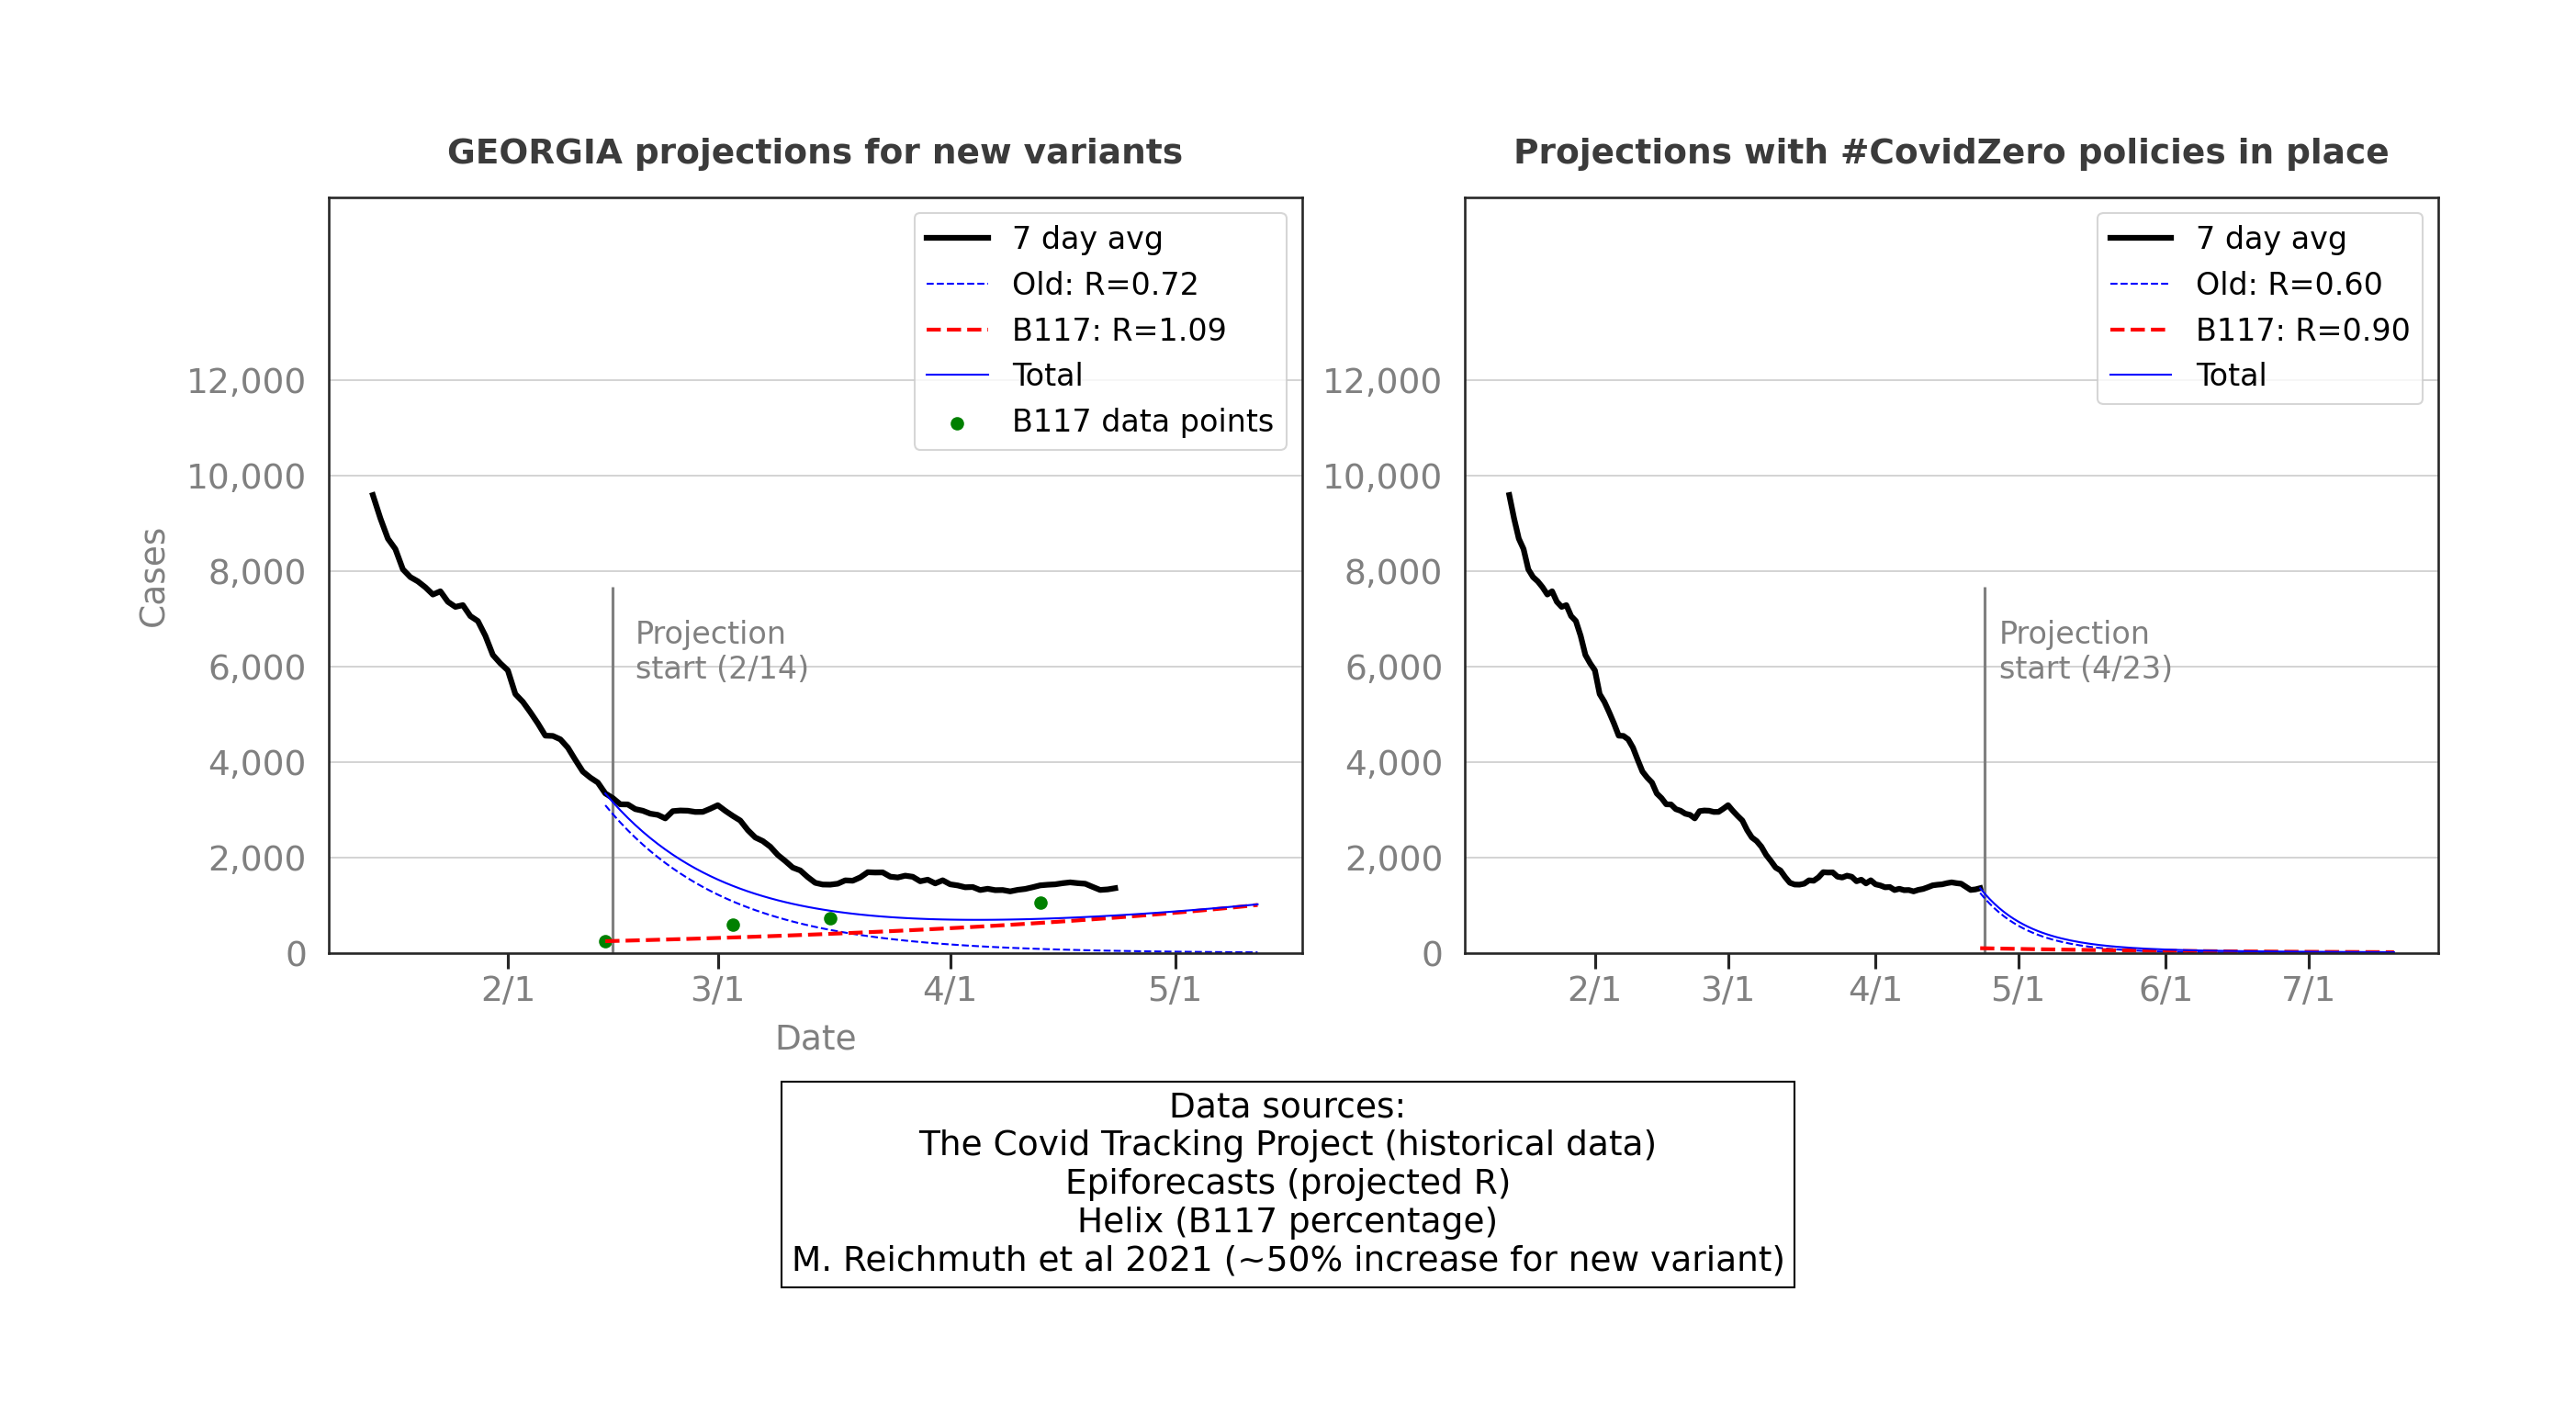 GEORGIA projections for new variants
7 day avg
Old: R=0.72
B117: R=1.09
Total
B117 data points
12,000
10,000
8,000
6,000
4,000
2,000
0
Cases
Projection
start (2/14)
2/1
3/1
4/1
5/1
Date
Projections with #CovidZero policies in place
7 day avg
Old: R=0.60
B117: R=0.90
Total
12,000
10,000
8,000
6,000
4,000
2,000
0
Projection
start (4/23)
2/1
3/1
4/1
5/1
6/1
7/1
Data sources:
The Covid Tracking Project (historical data)
Epiforecasts (projected R)
Helix (B117 percentage)
M. Reichmuth et al 2021 (~50% increase for new variant)